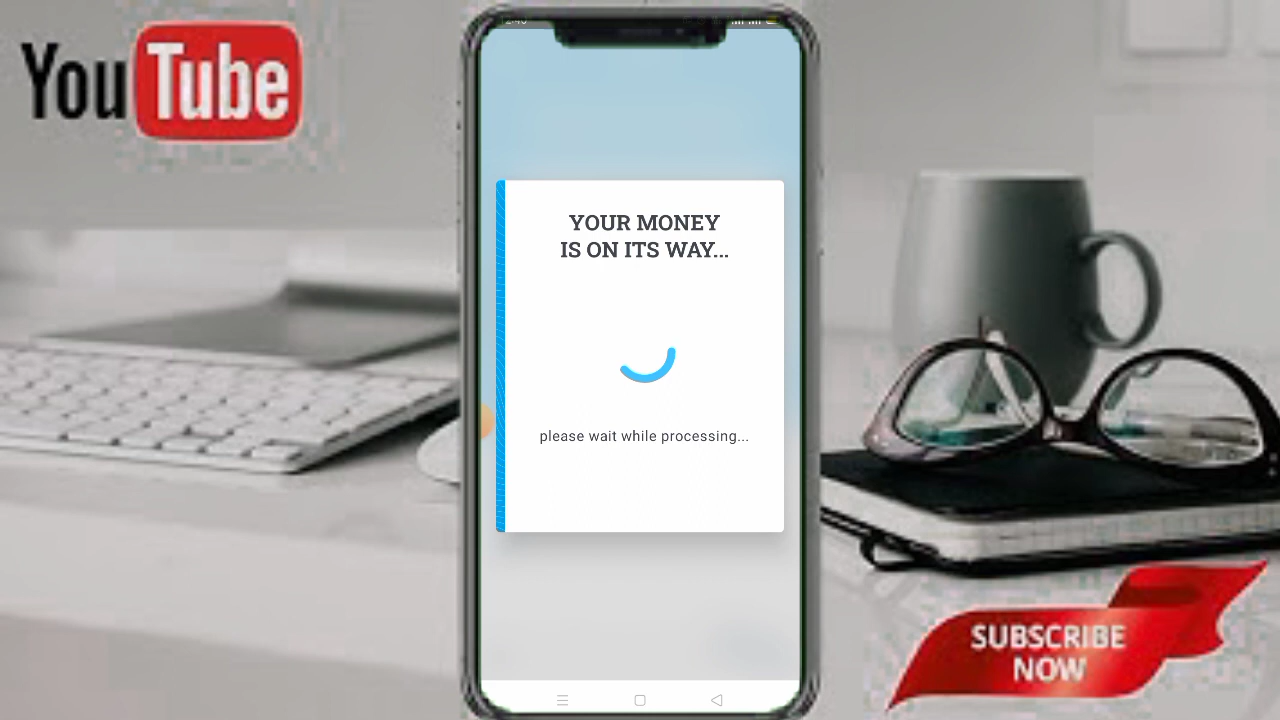 YouTube
YOUR MONEY
IS ON ITS WAY...
please wait while processing...
SUBSCRIBE
NOW